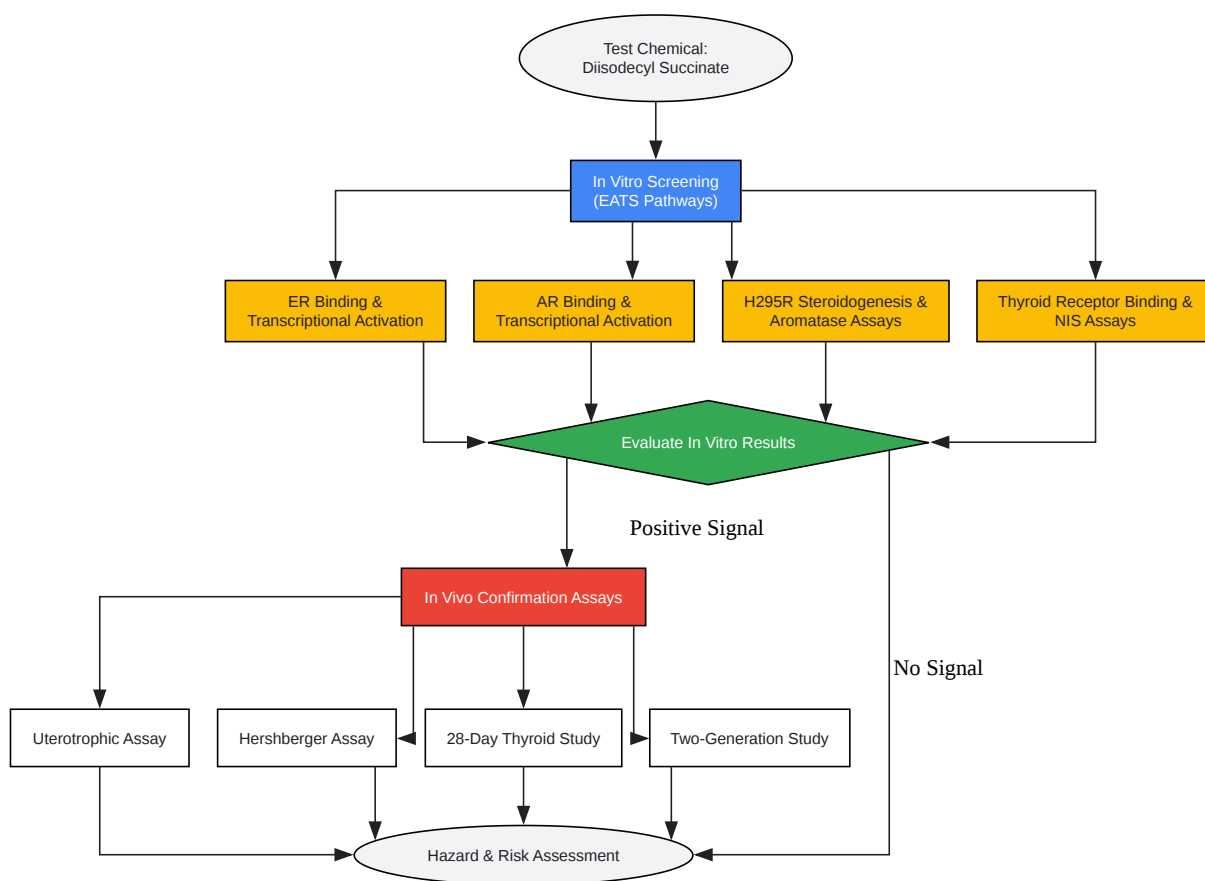 Test Chemical:
Diisodecyl Succinate
In Vitro Screening
(EATS Pathways)
ER Binding &
Transcriptional Activation
AR Binding &
Transcriptional Activation
H295R Steroidogenesis &
Aromatase Assays
Thyroid Receptor Binding &
NIS Assays
Evaluate In Vitro Results
Positive Signal
In Vivo Confirmation Assays
No Signal
Uterotrophic Assay
Hershberger Assay
28-Day Thyroid Study
Two-Generation Study
Hazard & Risk Assessment